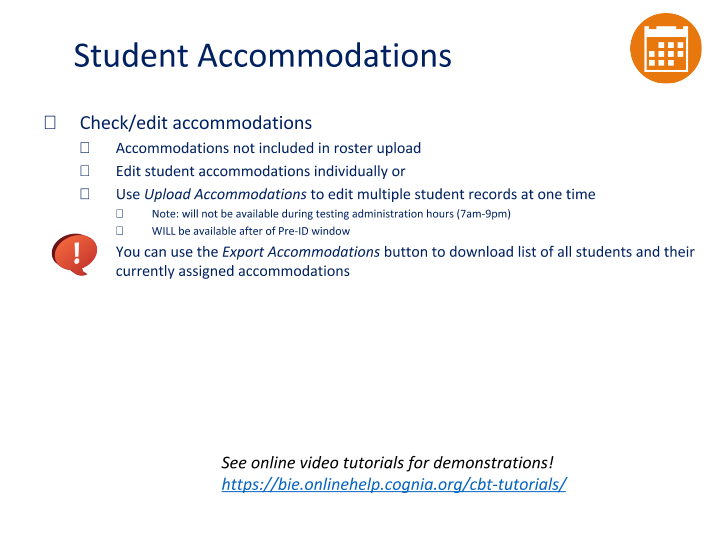 Student Accommodations
Check/edit accommodations
Accommodations not included in roster upload
Edit student accommodations individually or
Use Upload Accommodations to edit multiple student records at one time
Note: will not be available during testing administration hours (7am-9pm)
WILL be available after of Pre-ID window
You can use the Export Accommodations button to download list of all students and their
currently assigned accommodations
See online video tutorials for demonstrations!
https://bie.onlinehelp.cognia.org/cbt-tutorials/